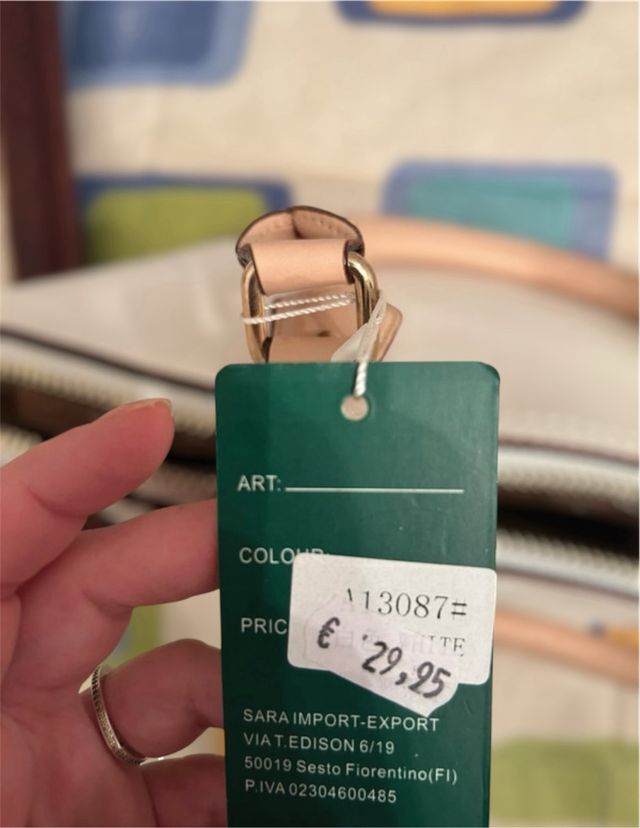 ART:
COLOUR:
PRIC
A13087#
WHITE
€ 29,95
SARA IMPORT-EXPORT
VIA T.EDISON 6/19
50019 Sesto Fiorentino(FI)
P.IVA 02304600485